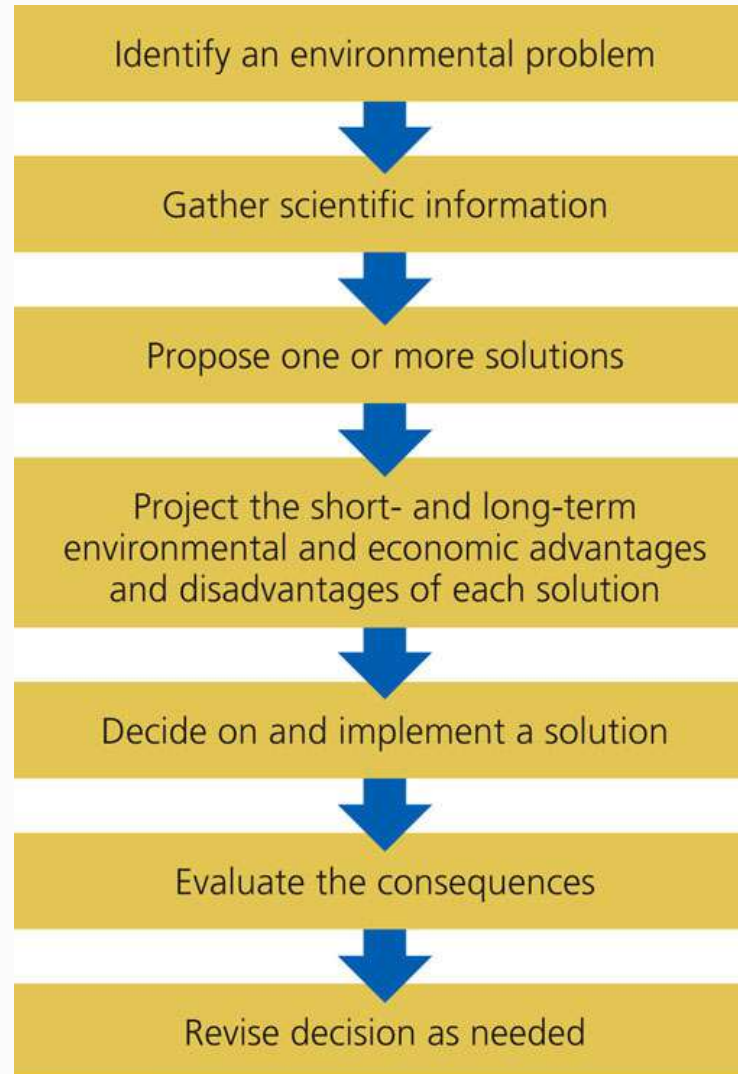 Identify an environmental problem
Gather scientific information
Propose one or more solutions
Project the short- and long-term
environmental and economic advantages
and disadvantages of each solution
Decide on and implement a solution
Evaluate the consequences
Revise decision as needed